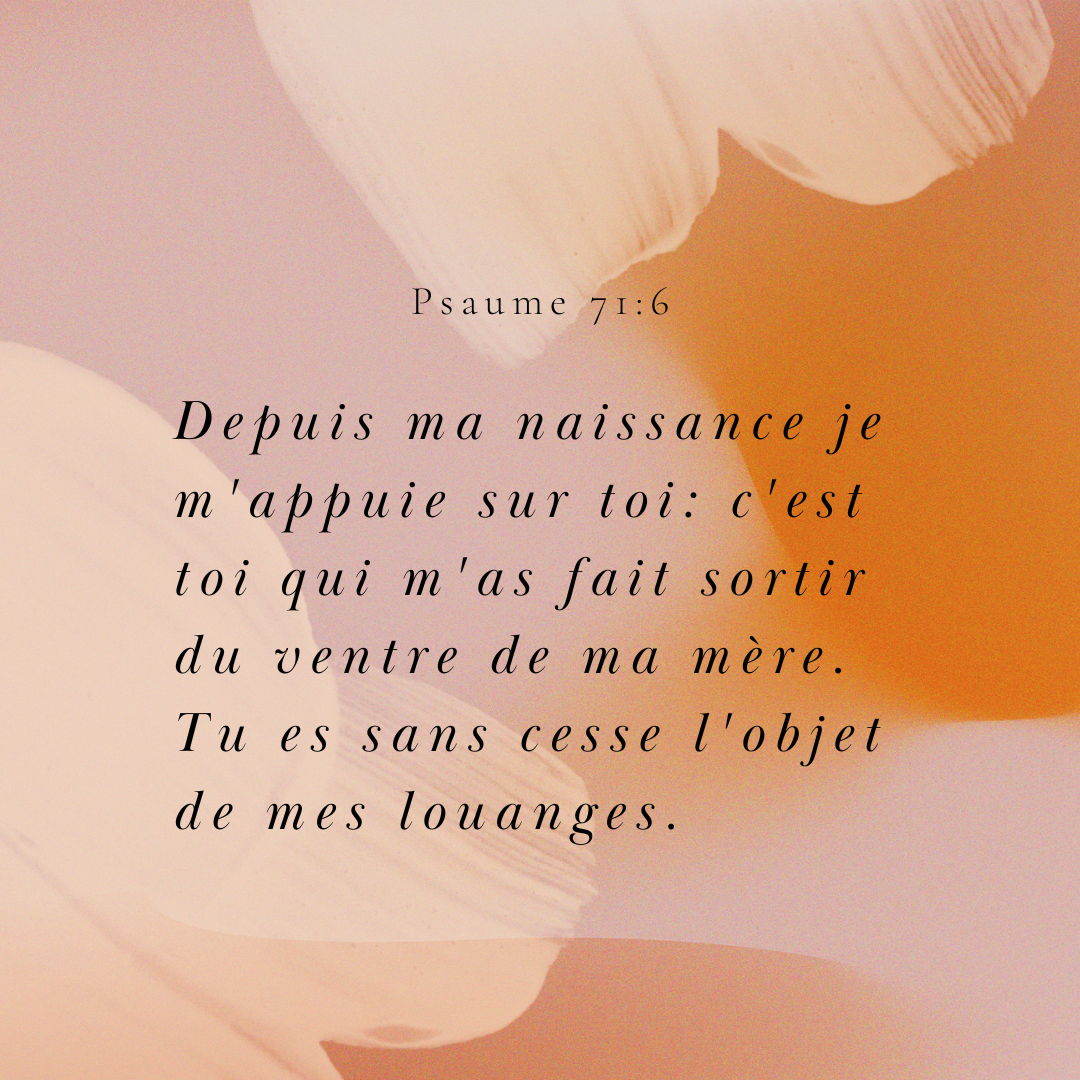 Psaume 71:6
Depuis ma naissance je
m'appuie sur toi: c'est
toi qui m'as fait sortir
du ventre de ma mère.
Tu es sans cesse l'objet
de mes louanges.